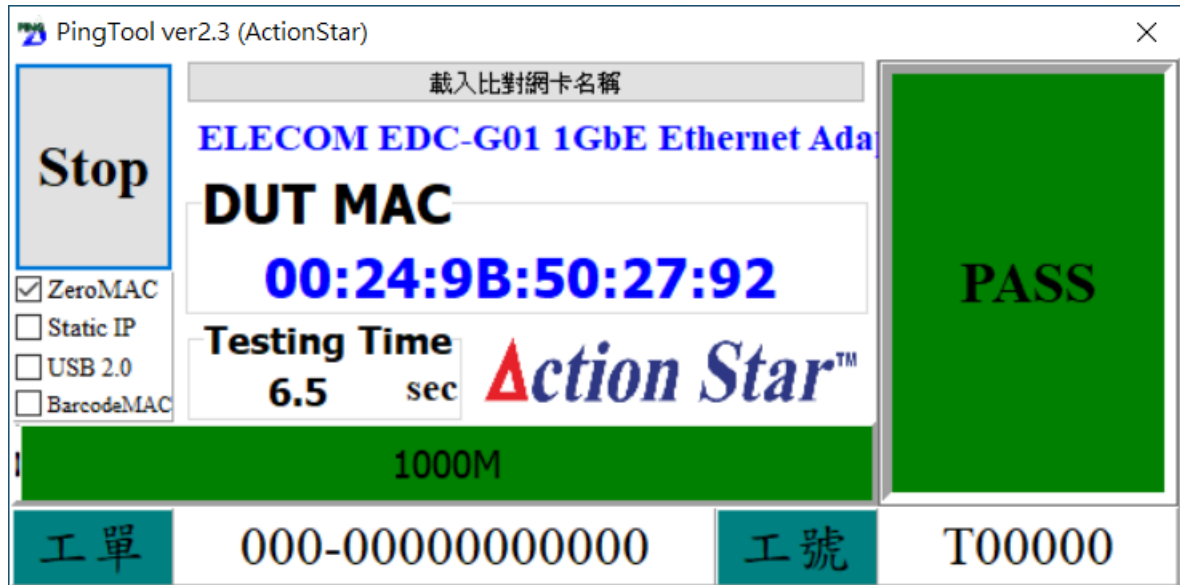 PingTool ver2.3 (ActionStar)
載入比對網卡名稱
Stop
ELECOM EDC-G01 1GbE Ethernet Ada
DUT MAC
00:24:9B:50:27:92
PASS
ZeroMAC
Static IP
USB 2.0
BarcodeMAC
Testing Time
6.5 sec
Action Star™
1000M
工單 000-00000000000 工號 T00000